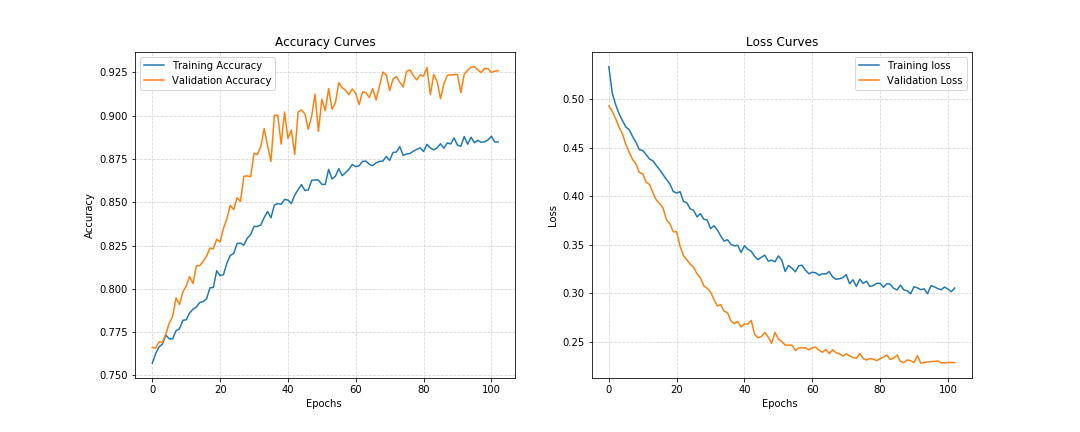 Accuracy Curves
Training Accuracy
Validation Accuracy
0.925
0.900
0.875
0.850
0.825
0.800
0.775
0.750
Accuracy
0 20 40 60 80 100
Epochs
Loss Curves
Training loss
Validation Loss
0.50
0.45
0.40
0.35
0.30
0.25
Loss
0 20 40 60 80 100
Epochs